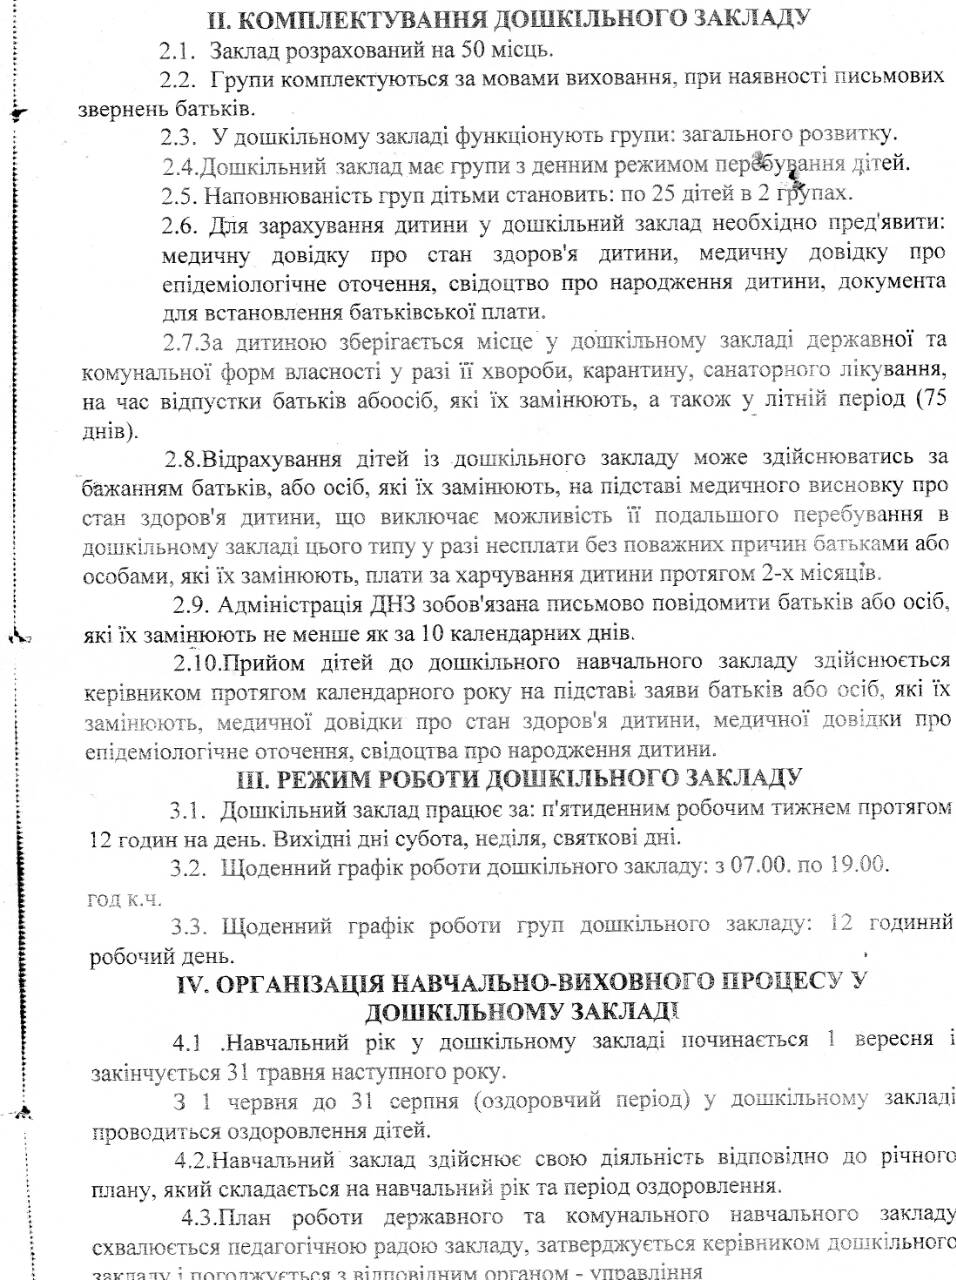 ІІ. КОМПЛЕКТУВАННЯ ДОШКІЛЬНОГО ЗАКЛАДУ
2.1. Заклад розрахований на 50 місць.
2.2. Групи комплектуються за мовами виховання, при наявності письмових
звернень батьків.
2.3. У дошкільному закладі функціонують групи: загального розвитку.
2.4.Дошкільний заклад має групи з денним режимом перебування дітей.
2.5. Наповнюваність груп дітьми становить: по 25 дітей в 2 групах.
2.6. Для зарахування дитини у дошкільний заклад необхідно пред'явити:
медичну довідку про стан здоров'я дитини, медичну довідку про
епідеміологічне оточення, свідоцтво про народження дитини, документа
для встановлення батьківської плати.
2.7.За дитиною зберігається місце у дошкільному закладі державної та
комунальної форм власності у разі її хвороби, карантину, санаторного лікування,
на час відпустки батьків абоосіб, які їх замінюють, а також у літній період (75
днів).
2.8.Відрахування дітей із дошкільного закладу може здійснюватись за
бажанням батьків, або осіб, які їх замінюють, на підставі медичного висновку про
стан здоров'я дитини, що виключає можливість її подальшого перебування в
дошкільному закладі цього типу у разі несплати без поважних причин батьками або
особами, які їх замінюють, плати за харчування дитини протягом 2-х місяців.
2.9. Адміністрація ДНЗ зобов'язана письмово повідомити батьків або осіб,
які їх замінюють не менше як за 10 календарних днів.
2.10.Прийом дітей до дошкільного навчального закладу здійснюється
керівником протягом календарного року на підставі заяви батьків або осіб, які їх
замінюють, медичної довідки про стан здоров'я дитини, медичної довідки про
епідеміологічне оточення, свідоцтва про народження дитини.
ІІІ. РЕЖИМ РОБОТИ ДОШКІЛЬНОГО ЗАКЛАДУ
3.1. Дошкільний заклад працює за: п'ятиденним робочим тижнем протягом
12 годин на день. Вихідні дні субота, неділя, святкові дні.
3.2. Щоденний графік роботи дошкільного закладу: з 07.00. по 19.00.
год к.ч.
3.3. Щоденний графік роботи груп дошкільного закладу: 12 годинній
робочий день.
IV. ОРГАНІЗАЦІЯ НАВЧАЛЬНО-ВИХОВНОГО ПРОЦЕСУ У
ДОШКІЛЬНОМУ ЗАКЛАДІ
4.1 .Навчальний рік у дошкільному закладі починається 1 вересня і
закінчується 31 травня наступного року.
З 1 червня до 31 серпня (оздоровчий період) у дошкільному закладі
проводиться оздоровлення дітей.
4.2.Навчальний заклад здійснює свою діяльність відповідно до річного
плану, який складається на навчальний рік та період оздоровлення.
4.3.План роботи державного та комунального навчального закладу
схвалюється педагогічною радою закладу, затверджується керівником дошкільного
закладу і погоджується з відповідним органом - управління